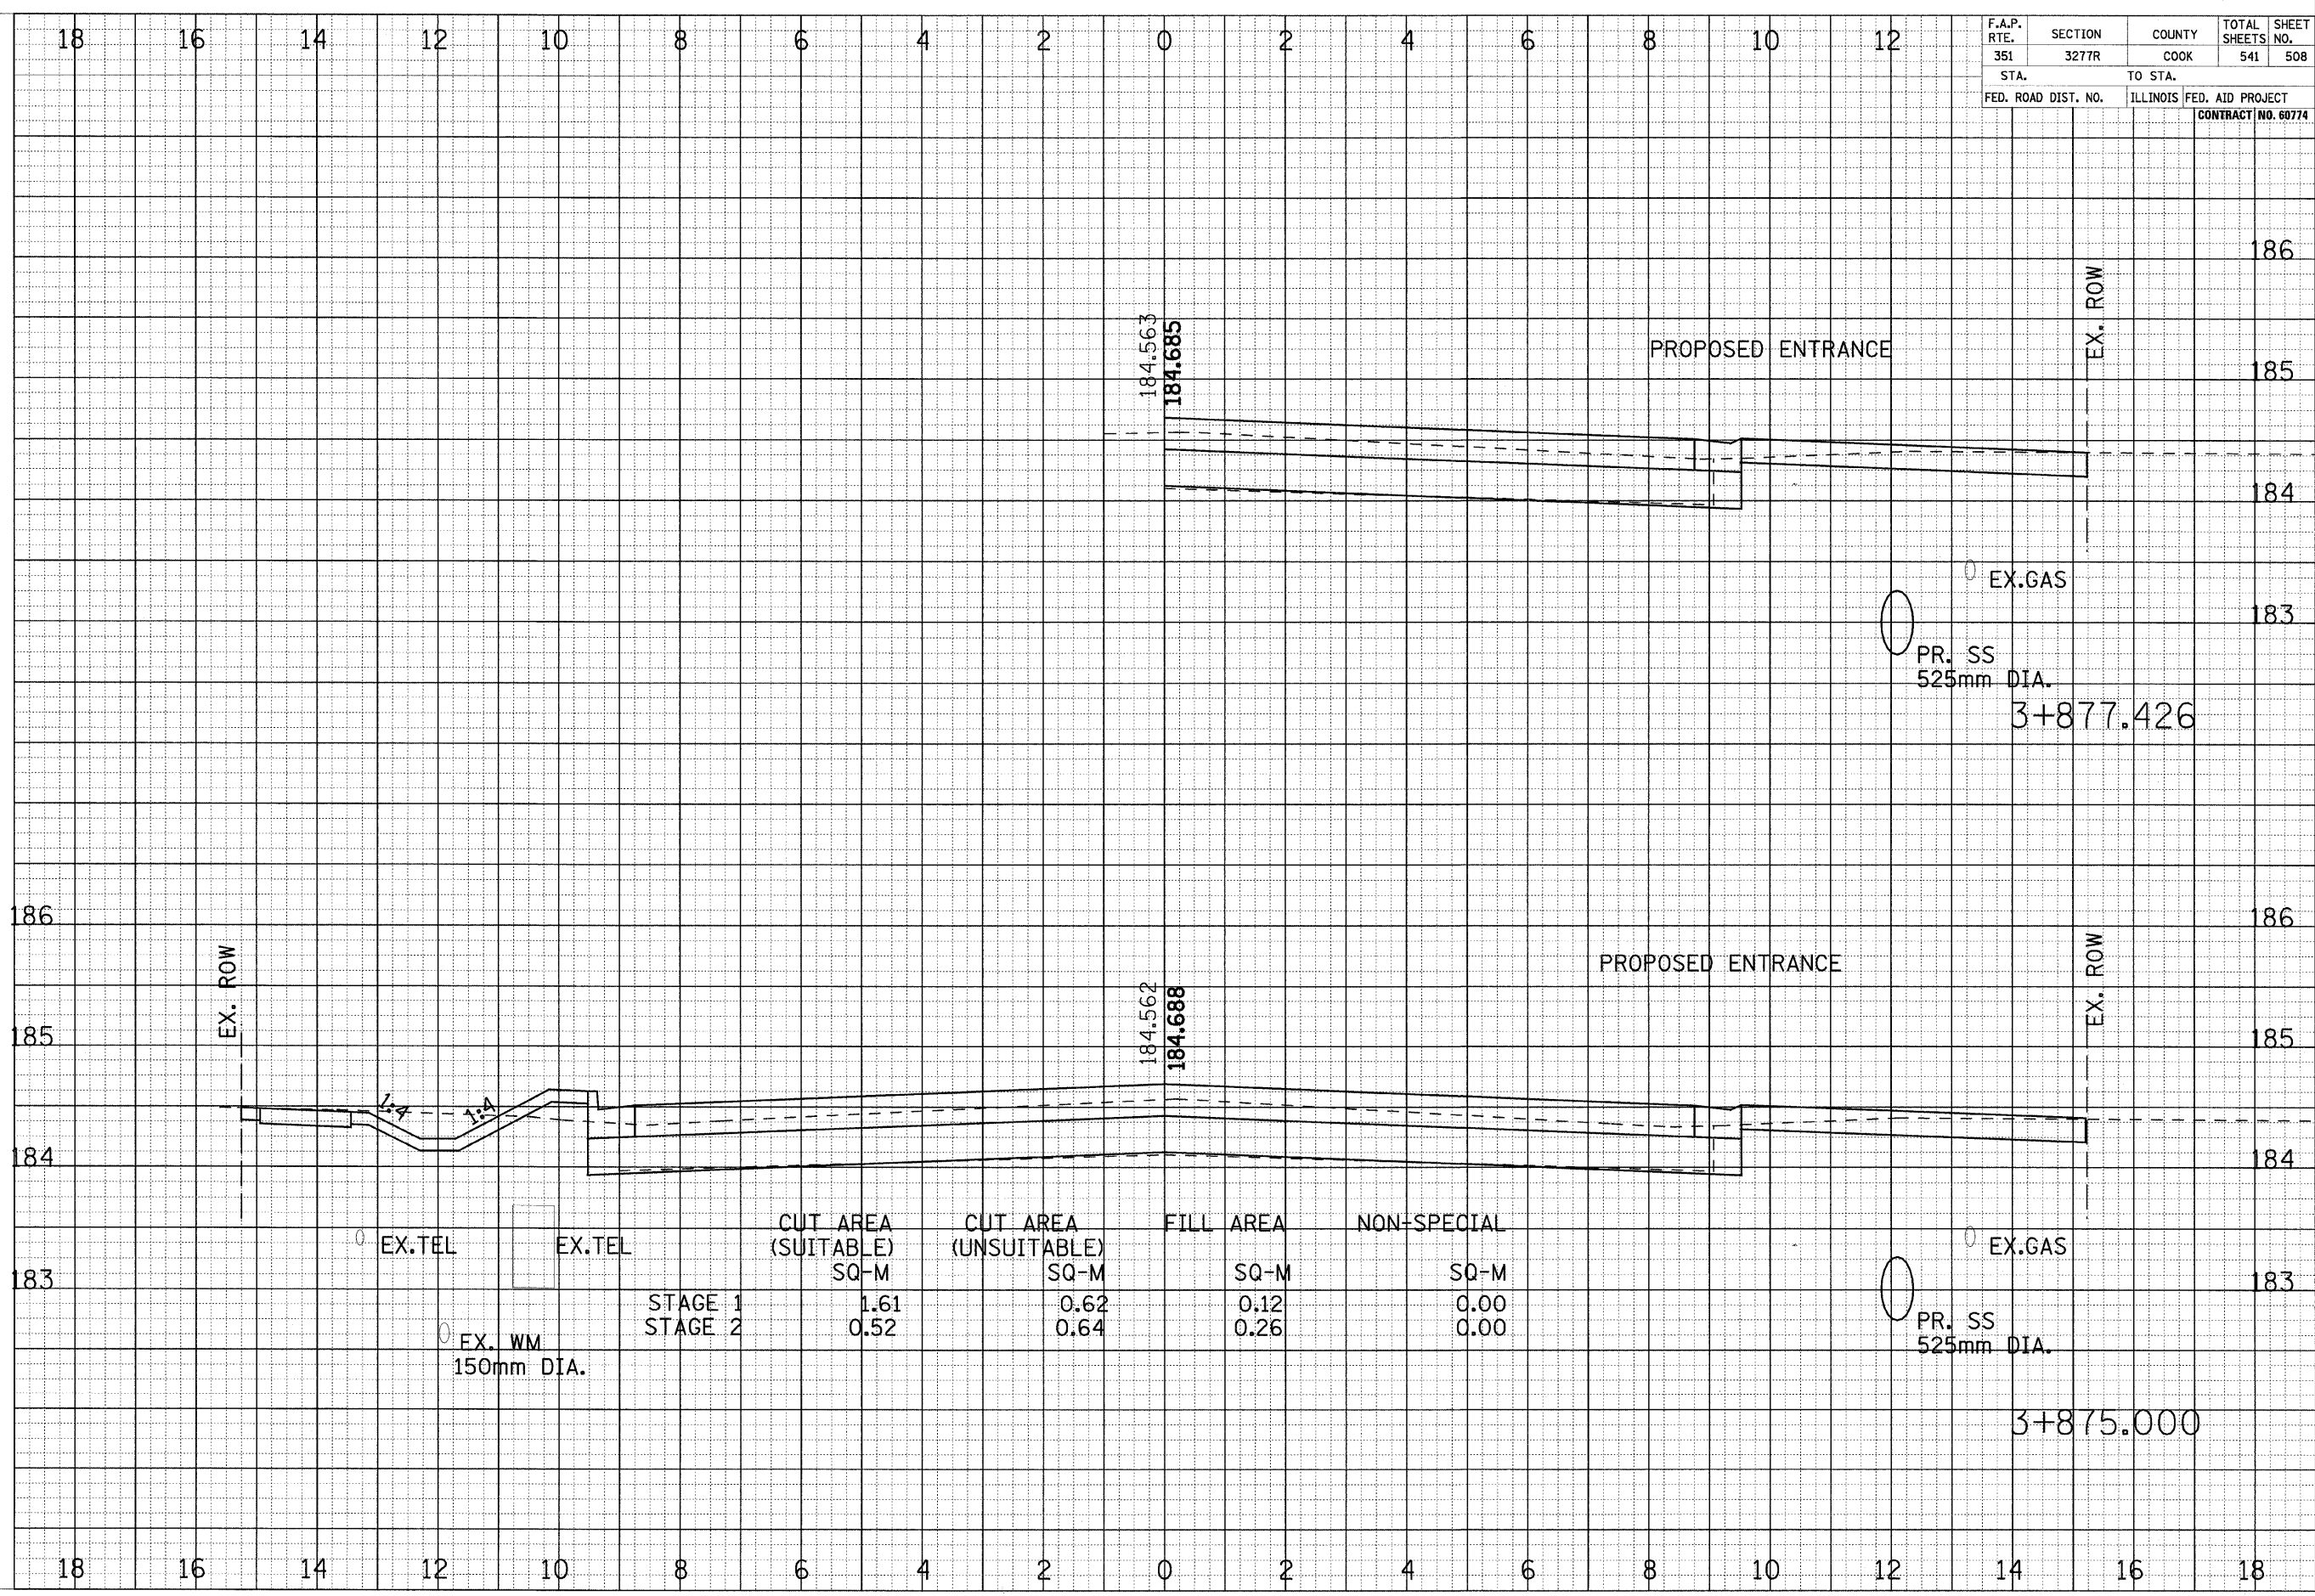 18 16 14 12 10 8 6 4 2 0 2 4 6 8 10 12
F.A.P. RTE. SECTION COUNTY TOTAL SHEETS SHEET NO.
351 3277R COOK 541 508
STA. TO STA.
FED. ROAD DIST. NO. ILLINOIS FED. AID PROJECT
CONTRACT NO. 60774
186
EX. ROW
184.563
184.685
PROPOSED ENTRANCE
185
184
EX.GAS
183
PR. SS
525mm DIA.
3+877.426
186 186
EX. ROW
EX. ROW
PROPOSED ENTRANCE
184.562
184.688
185 185
1:4 1:4
184 184
CUT AREA CUT AREA FILL AREA NON-SPECIAL
EX.TEL EX.TEL (SUITABLE) (UNSUITABLE) EX.GAS
SQ-M SQ-M SQ-M SQ-M
183 183
STAGE 1 1.61 0.62 0.12 0.00
STAGE 2 0.52 0.64 0.26 0.00
PR. SS
525mm DIA.
EX. WM
150mm DIA.
3+875.000
18 16 14 12 10 8 6 4 2 0 2 4 6 8 10 12 14 16 18